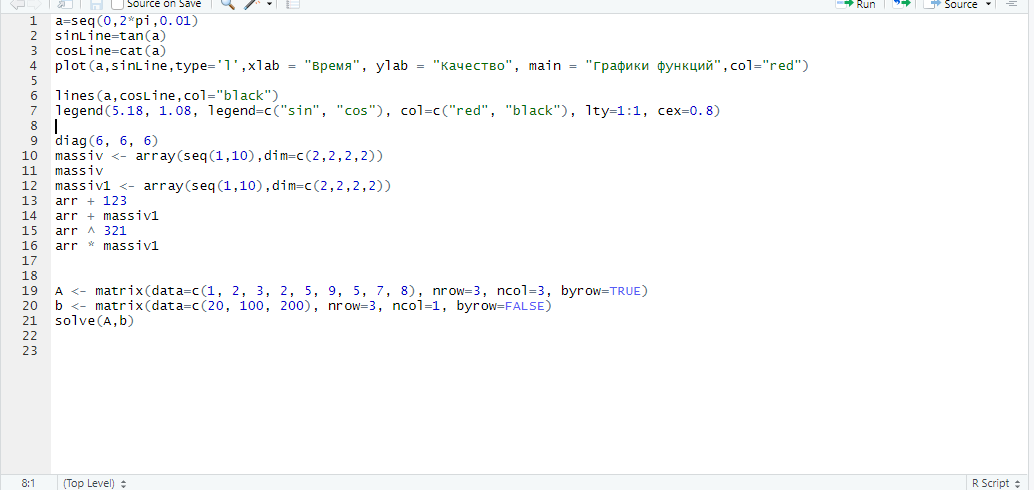 Source on Save Run Source
1 a=seq(0,2*pi,0.01)
2 sinLine=tan(a)
3 cosLine=cat(a)
4 plot(a,sinLine,type='l',xlab = "Время", ylab = "Качество", main = "Графики функций",col="red")
5
6 lines(a,cosLine,col="black")
7 legend(5.18, 1.08, legend=c("sin", "cos"), col=c("red", "black"), lty=1:1, cex=0.8)
8
9 diag(6, 6, 6)
10 massiv <- array(seq(1,10),dim=c(2,2,2,2))
11 massiv
12 massiv1 <- array(seq(1,10),dim=c(2,2,2,2))
13 arr + 123
14 arr + massiv1
15 arr ^ 321
16 arr * massiv1
17
18
19 A <- matrix(data=c(1, 2, 3, 2, 5, 9, 5, 7, 8), nrow=3, ncol=3, byrow=TRUE)
20 b <- matrix(data=c(20, 100, 200), nrow=3, ncol=1, byrow=FALSE)
21 solve(A,b)
22
23
8:1 (Top Level) R Script